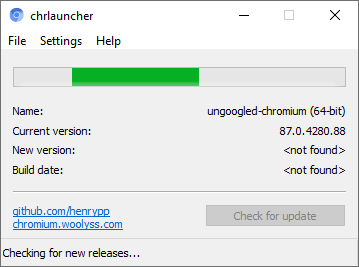 chrlauncher
File Settings Help
Name: ungoogled-chromium (64-bit)
Current version: 87.0.4280.88
New version: <not found>
Build date: <not found>
github.com/henrypp
chromium.woolyss.com
Check for update
Checking for new releases...